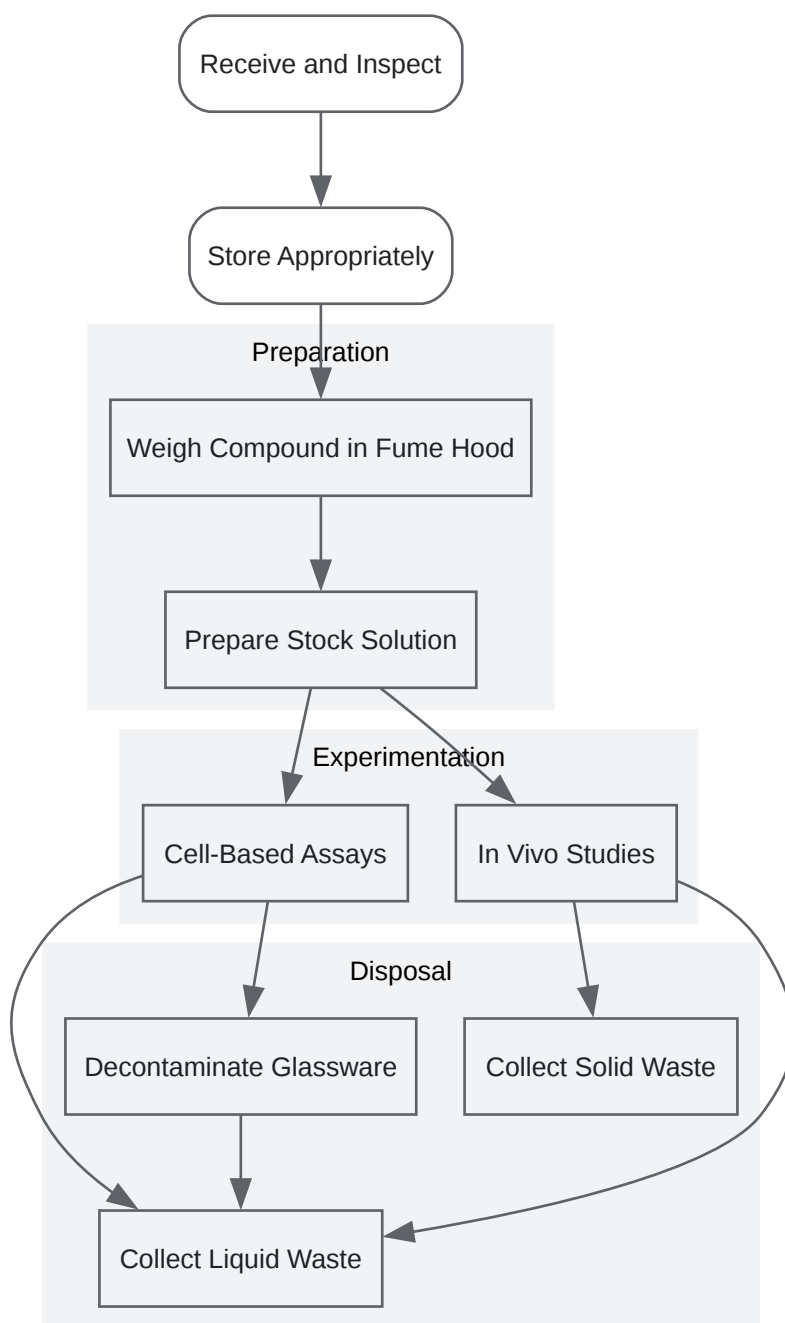 Receive and Inspect
Store Appropriately
Preparation
Weigh Compound in Fume Hood
Prepare Stock Solution
Experimentation
Cell-Based Assays
In Vivo Studies
Disposal
Decontaminate Glassware
Collect Solid Waste
Collect Liquid Waste